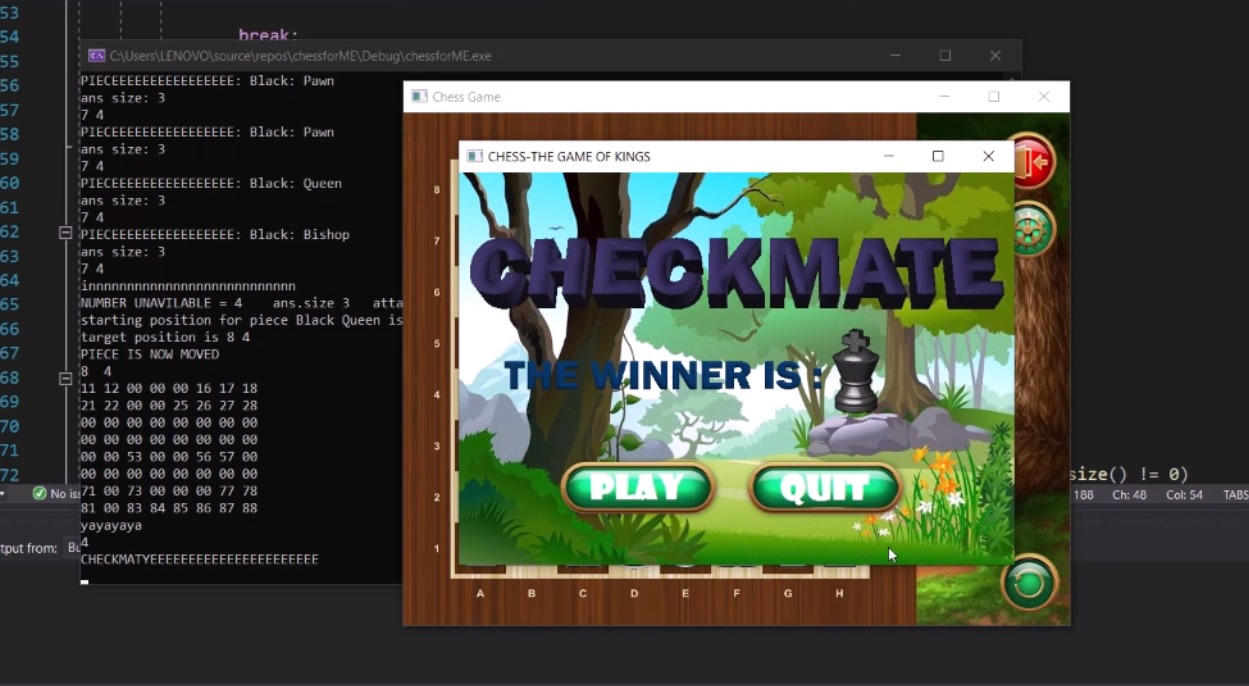 53
54
55
56
57
58
59
60
61
62
63
64
65
66
67
68
69
70
71
72
break;
C:\Users\LENOVO\source\repos\chessforME\Debug\chessforME.exe
PIECEEEEEEEEEEEEEEEEE: Black: Pawn
ans size: 3
7 4
PIECEEEEEEEEEEEEEEEEE: Black: Pawn
ans size: 3
7 4
PIECEEEEEEEEEEEEEEEEE: Black: Queen
ans size: 3
7 4
PIECEEEEEEEEEEEEEEEEE: Black: Bishop
ans size: 3
7 4
innnnnnnnnnnnnnnnnnnnnnnnnnnn
NUMBER UNAVILABLE = 4 ans.size 3 atta
starting position for piece Black Queen is
target position is 8 4
PIECE IS NOW MOVED
8 4
11 12 00 00 00 16 17 18
21 22 00 00 25 26 27 28
00 00 00 00 00 00 00 00
00 00 00 00 00 00 00 00
00 00 53 00 00 56 57 00
00 00 00 00 00 00 00 00
71 00 73 00 00 00 77 78
81 00 83 84 85 86 87 88
yayayaya
4
CHECKMATYEEEEEEEEEEEEEEEEEEEEEE
Chess Game
CHESS-THE GAME OF KINGS
CHECKMATE
THE WINNER IS :
PLAY QUIT
8
7
6
5
4
3
2
1
A B C D E F G H
size() != 0)
No iss
188 Ch: 48 Col: 54 TABS
tput from: Bu